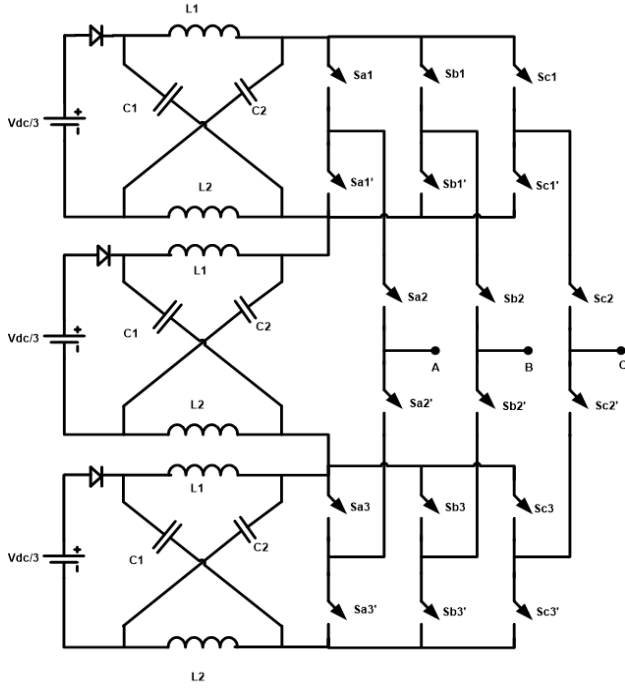 L1
Sa1
Sb1
Sc1
C1
C2
Vdc/3
+
-
L2
Sa1'
Sb1'
Sc1'
L1
Sa2
Sb2
Sc2
C1
C2
Vdc/3
+
-
A
B
C
L2
Sa2'
Sb2'
Sc2'
L1
Sa3
Sb3
Sc3
C1
C2
Vdc/3
+
-
Sa3'
Sb3'
Sc3'
L2